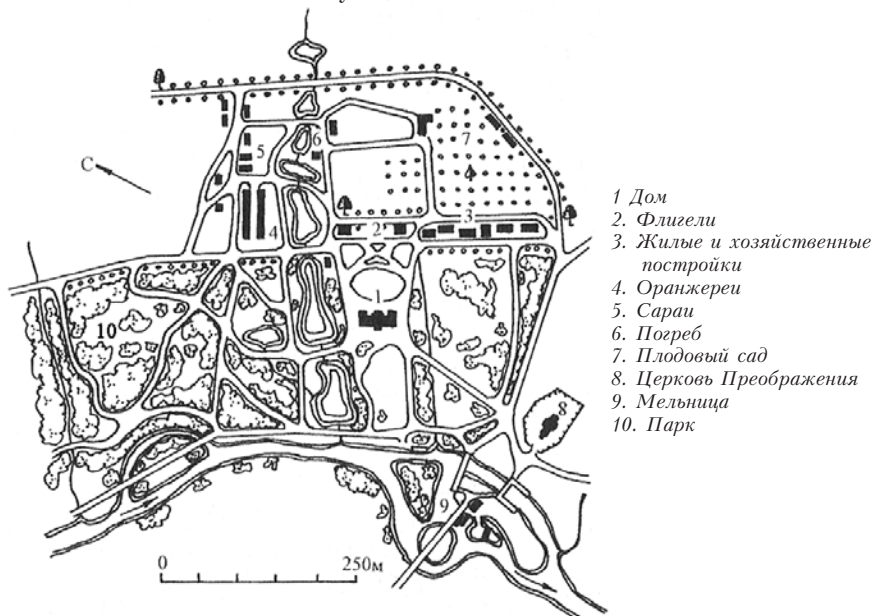 С
6
7
5
3
2
4
1
10
8
9
0
250м
1 Дом
2. Флигели
3. Жилые и хозяйственные
постройки
4. Оранжереи
5. Сараи
6. Погреб
7. Плодовый сад
8. Церковь Преображения
9. Мельница
10. Парк